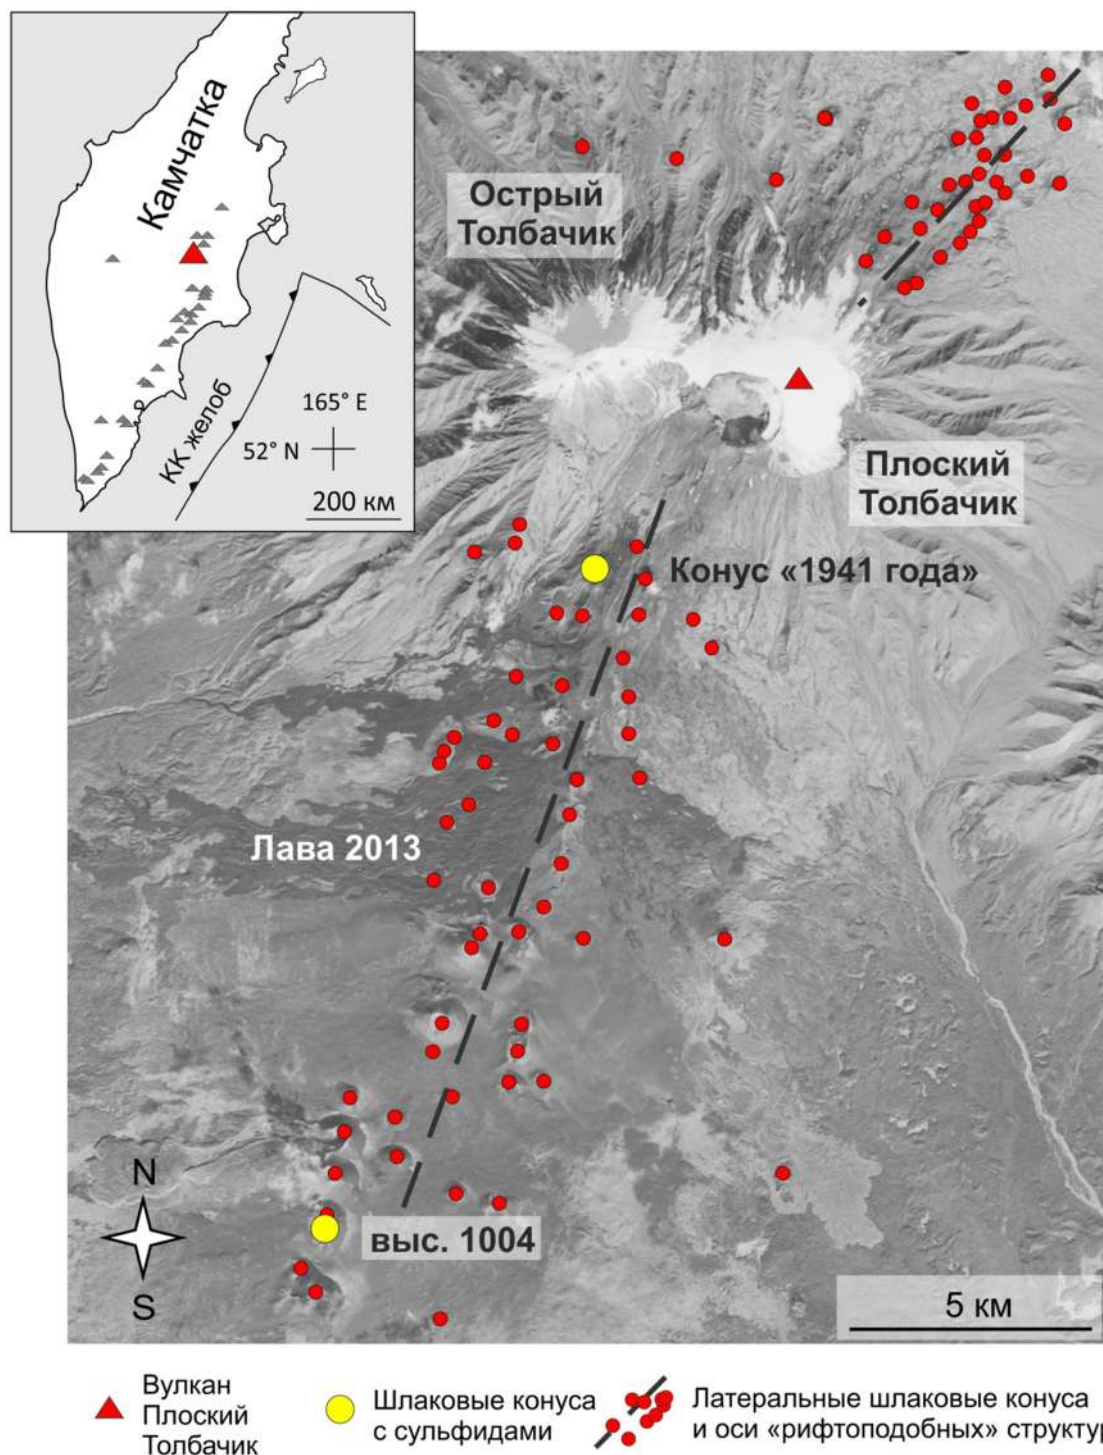 Камчатка
КК желоб
165° E
52° N
200 км
Острый
Толбачик
Плоский
Толбачик
Конус «1941 года»
Лава 2013
N
S
выс. 1004
5 км
Вулкан
Плоский
Толбачик
Шлаковые конуса
с сульфидами
Латеральные шлаковые конуса
и оси «рифтоподобных» структур